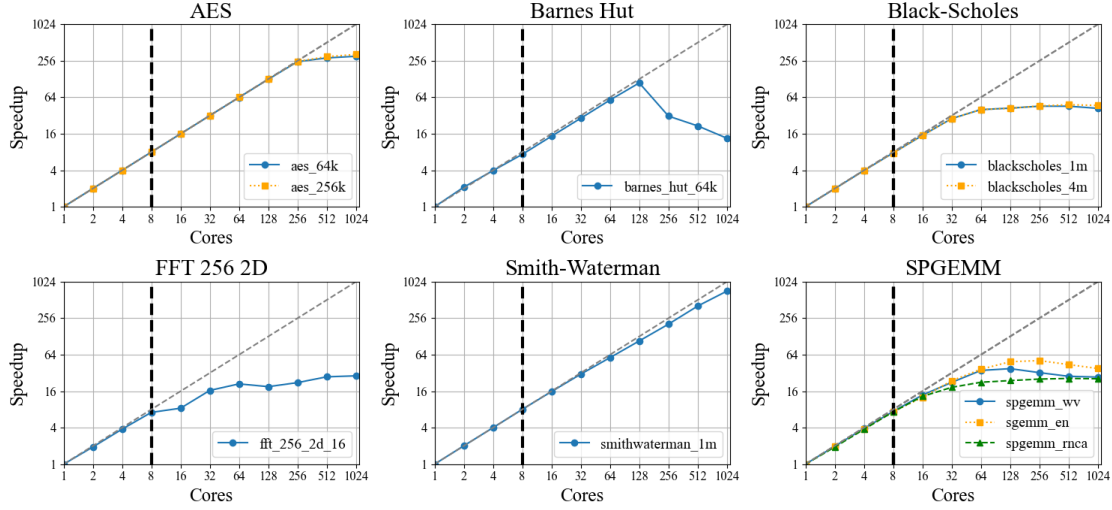 AES
Speedup
1024
256
64
16
4
1
aes_64k
aes_256k
1 2 4 8 16 32 64 128 256 512 1024
Cores
Barnes Hut
Speedup
1024
256
64
16
4
1
barnes_hut_64k
1 2 4 8 16 32 64 128 256 512 1024
Cores
Black-Scholes
Speedup
1024
256
64
16
4
1
blackscholes_1m
blackscholes_4m
1 2 4 8 16 32 64 128 256 512 1024
Cores
FFT 256 2D
Speedup
1024
256
64
16
4
1
fft_256_2d_16
1 2 4 8 16 32 64 128 256 512 1024
Cores
Smith-Waterman
Speedup
1024
256
64
16
4
1
smithwaterman_1m
1 2 4 8 16 32 64 128 256 512 1024
Cores
SPGEMM
Speedup
1024
256
64
16
4
1
spgemm_wv
sgemm_en
spgemm_rnca
1 2 4 8 16 32 64 128 256 512 1024
Cores